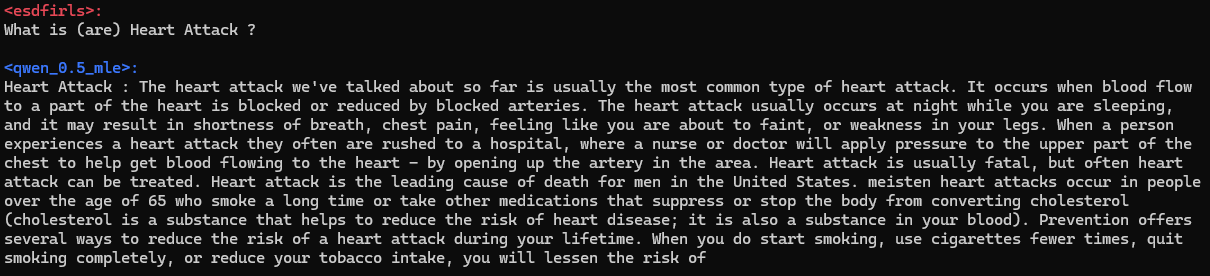 <esdfirls>:
What is (are) Heart Attack ?
<qwen_0.5_mle>:
Heart Attack : The heart attack we've talked about so far is usually the most common type of heart attack. It occurs when blood flow
to a part of the heart is blocked or reduced by blocked arteries. The heart attack usually occurs at night while you are sleeping,
and it may result in shortness of breath, chest pain, feeling like you are about to faint, or weakness in your legs. When a person
experiences a heart attack they often are rushed to a hospital, where a nurse or doctor will apply pressure to the upper part of the
chest to help get blood flowing to the heart – by opening up the artery in the area. Heart attack is usually fatal, but often heart
attack can be treated. Heart attack is the leading cause of death for men in the United States. meisten heart attacks occur in people
over the age of 65 who smoke a long time or take other medications that suppress or stop the body from converting cholesterol
(cholesterol is a substance that helps to reduce the risk of heart disease; it is also a substance in your blood). Prevention offers
several ways to reduce the risk of a heart attack during your lifetime. When you do start smoking, use cigarettes fewer times, quit
smoking completely, or reduce your tobacco intake, you will lessen the risk of